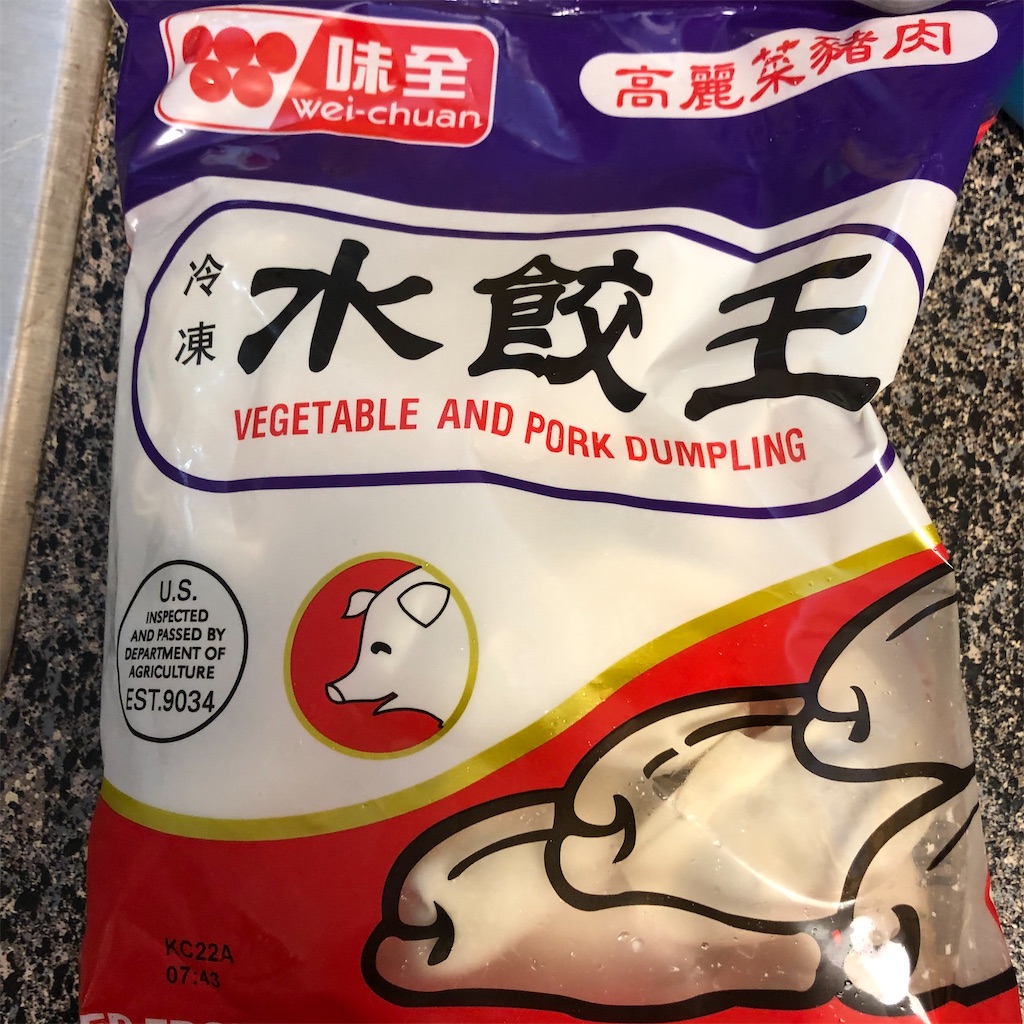 味全
wei-chuan
高麗菜豬肉
冷凍
水餃王
VEGETABLE AND PORK DUMPLING
U.S.
INSPECTED
AND PASSED BY
DEPARTMENT OF
AGRICULTURE
EST.9034
KC22A
07:43